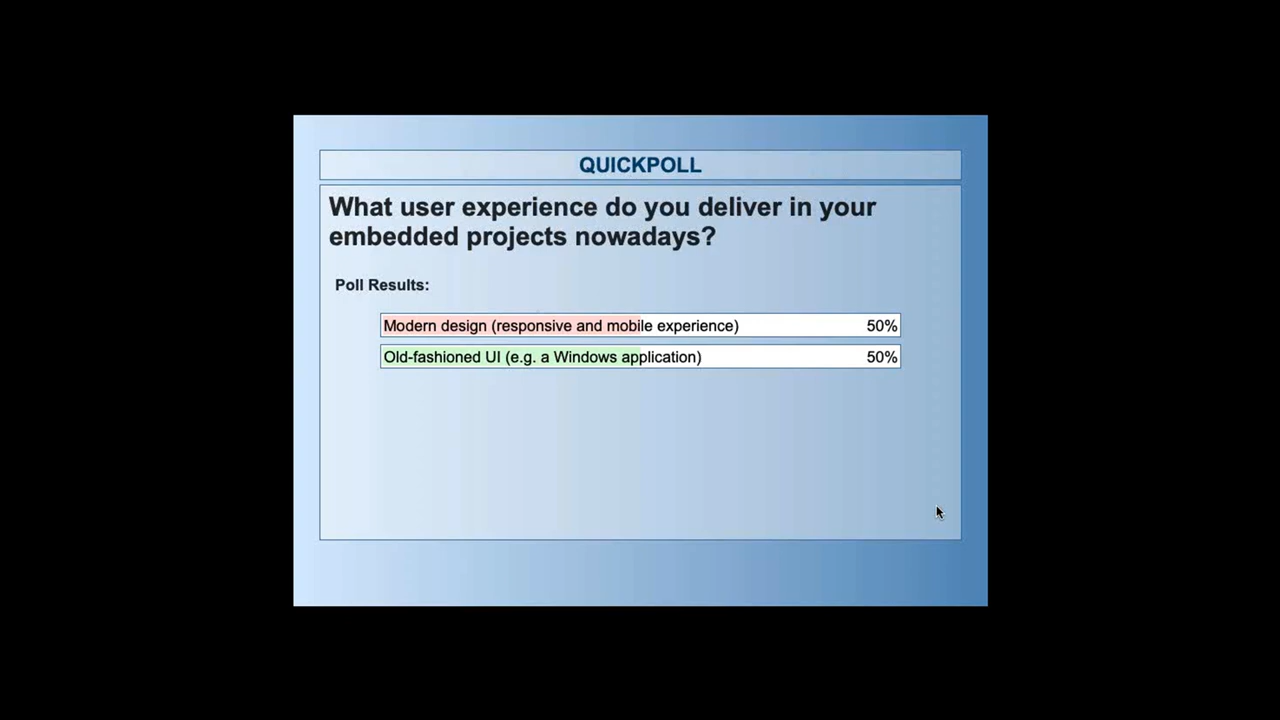 QUICKPOLL
What user experience do you deliver in your
embedded projects nowadays?
Poll Results:
Modern design (responsive and mobile experience) 50%
Old-fashioned UI (e.g. a Windows application) 50%